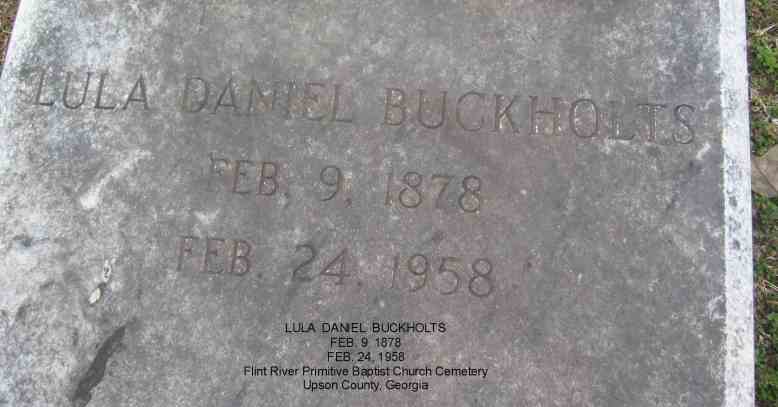 LULA DANIEL BUCKHOLTS
FEB. 9, 1878
FEB. 24, 1958
LULA DANIEL BUCKHOLTS
FEB. 9 1878
FEB. 24, 1958
Flint River Primitive Baptist Church Cemetery
Upson County, Georgia